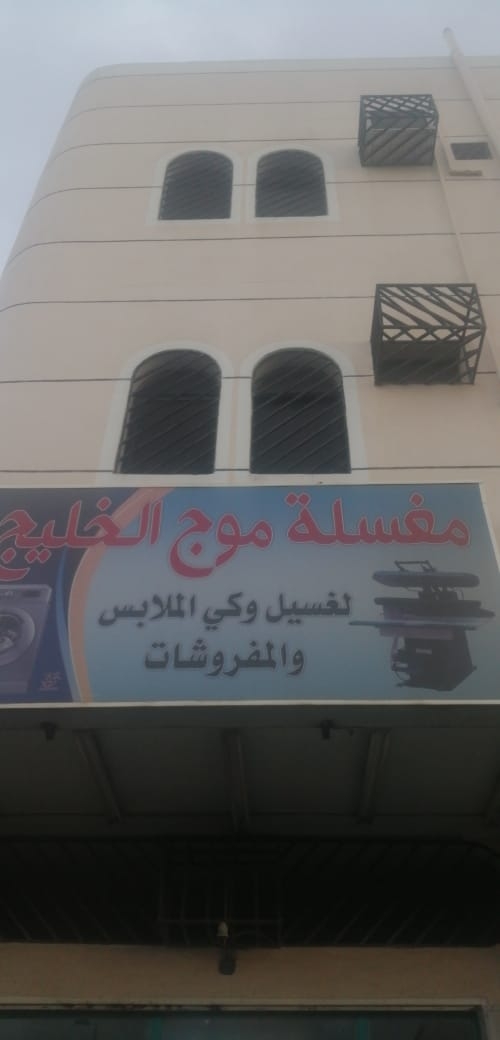 مغسلة موج الخليج
لغسيل وكي الملابس
والمفروشات